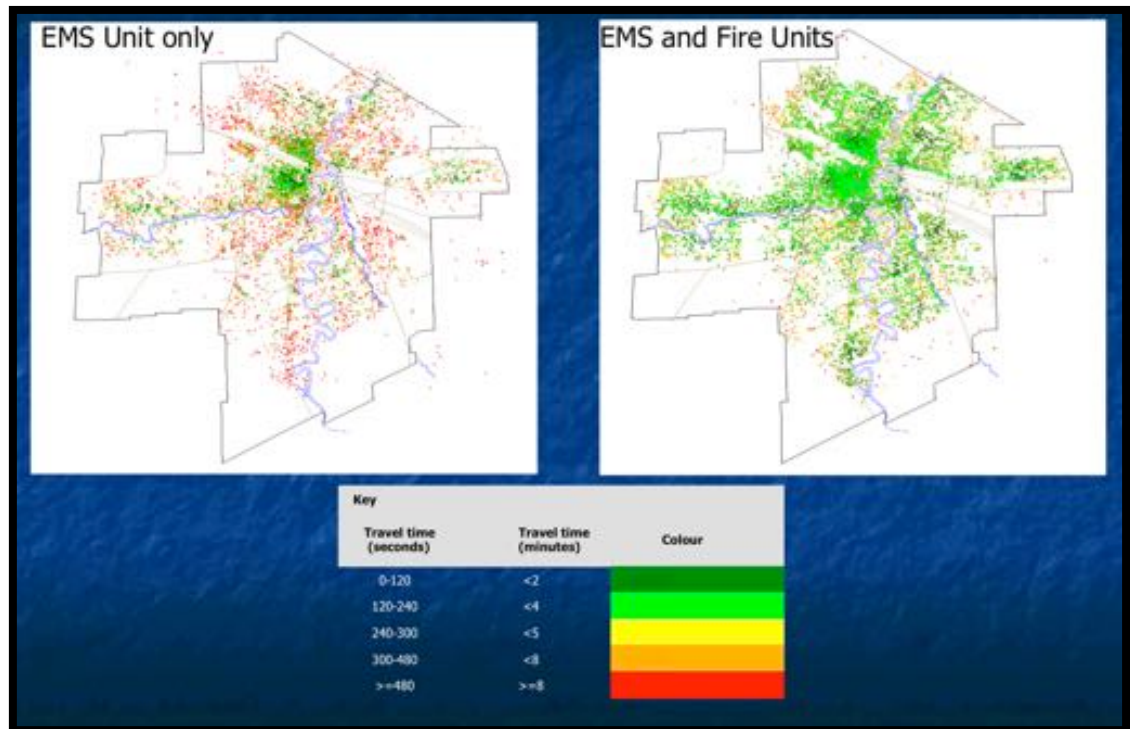 EMS Unit only
EMS and Fire Units
Key
Travel time (seconds) Travel time (minutes) Colour
0-120 <2
120-240 <4
240-300 <5
300-480 <8
>=480 >=8